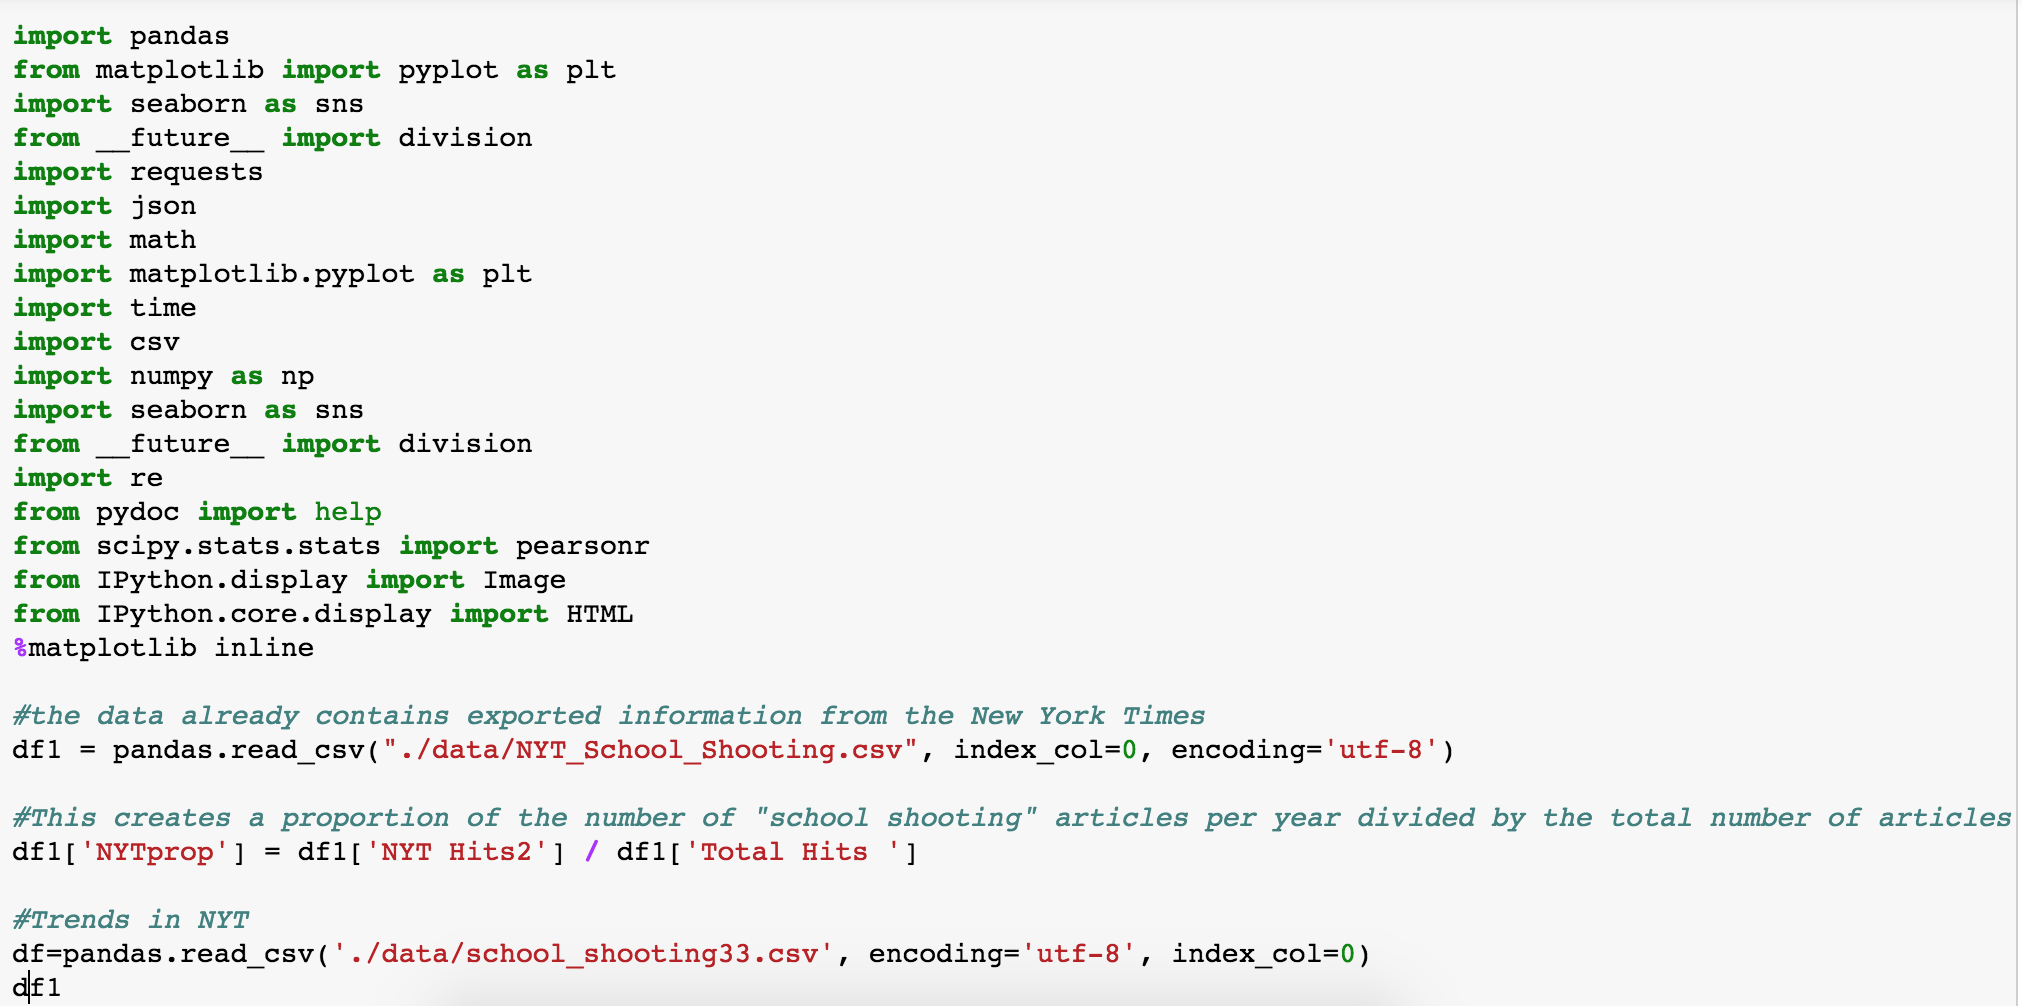 import pandas
from matplotlib import pyplot as plt
import seaborn as sns
from __future__ import division
import requests
import json
import math
import matplotlib.pyplot as plt
import time
import csv
import numpy as np
import seaborn as sns
from __future__ import division
import re
from pydoc import help
from scipy.stats.stats import pearsonr
from IPython.display import Image
from IPython.core.display import HTML
%matplotlib inline
#the data already contains exported information from the New York Times
df1 = pandas.read_csv("./data/NYT_School_Shooting.csv", index_col=0, encoding='utf-8')
#This creates a proportion of the number of "school shooting" articles per year divided by the total number of articles
df1['NYTprop'] = df1['NYT Hits2'] / df1['Total Hits ']
#Trends in NYT
df=pandas.read_csv('./data/school_shooting33.csv', encoding='utf-8', index_col=0)
df1